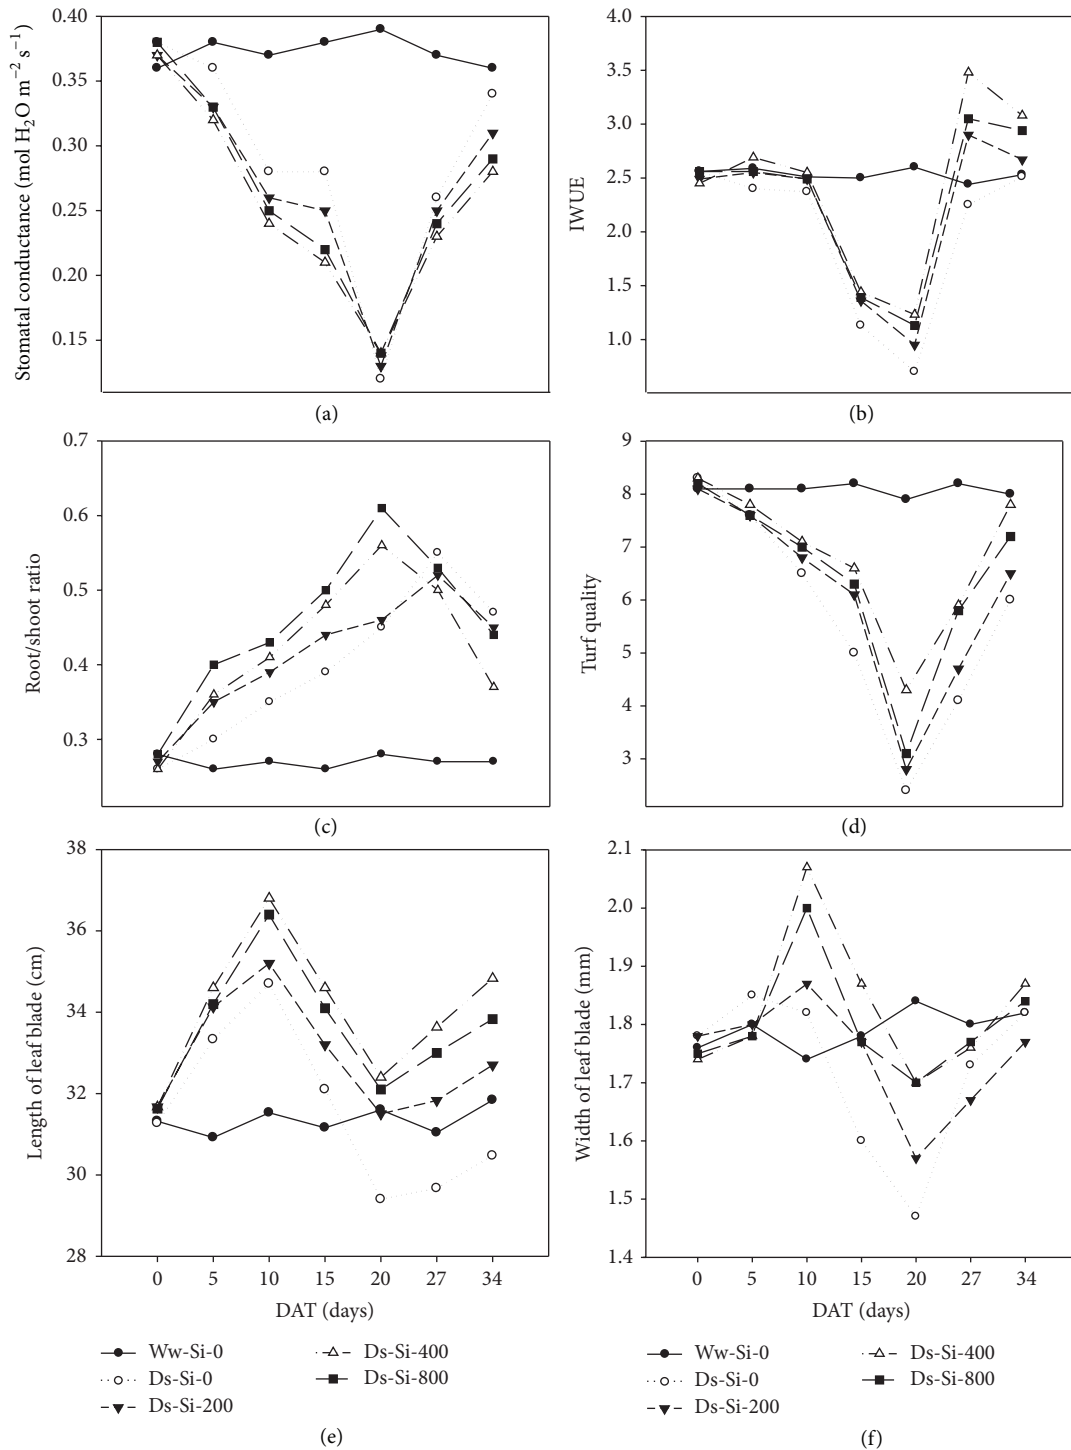 0.40
0.35
0.30
0.25
0.20
0.15
Stomatal conductance (mol H₂O m⁻² s⁻¹)
(a)
4.0
3.5
3.0
2.5
2.0
1.5
1.0
IWUE
(b)
0.7
0.6
0.5
0.4
0.3
Root/shoot ratio
(c)
9
8
7
6
5
4
3
Turf quality
(d)
38
36
34
32
30
28
Length of leaf blade (cm)
0 5 10 15 20 27 34
DAT (days)
Ww-Si-0
Ds-Si-0
Ds-Si-200
Ds-Si-400
Ds-Si-800
(e)
2.1
2.0
1.9
1.8
1.7
1.6
1.5
1.4
Width of leaf blade (mm)
0 5 10 15 20 27 34
DAT (days)
Ww-Si-0
Ds-Si-0
Ds-Si-200
Ds-Si-400
Ds-Si-800
(f)